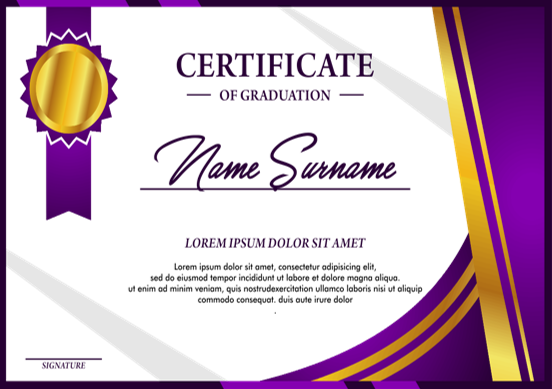 CERTIFICATE
OF GRADUATION
Name Surname
LOREM IPSUM DOLOR SIT AMET
Lorem ipsum dolor sit amet, consectetur adipisicing elit,
sed do eiusmod tempor incididunt ut labore et dolore magna aliqua.
ut enim ad minim veniam, quis nostrudexercitation ullamco laboris nisi ut aliquip
commodo consequat. duis aute irure dolor
.
SIGNATURE